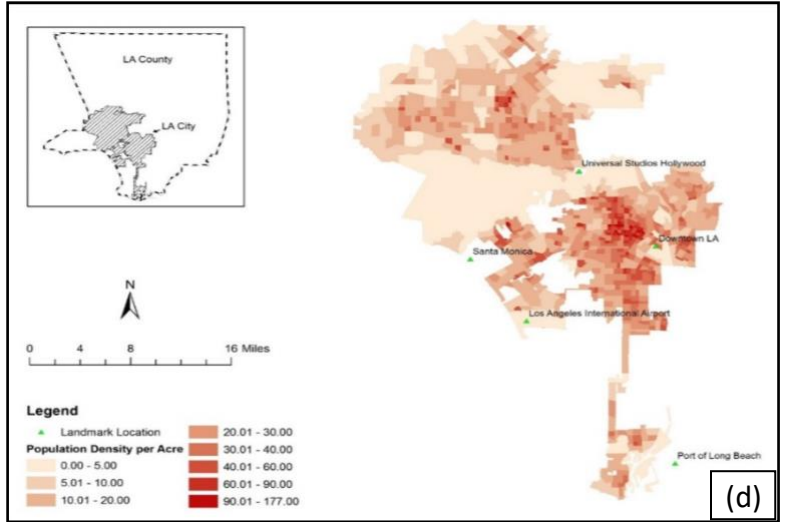 LA County
LA City
Universal Studios Hollywood
Downtown LA
Santa Monica
Los Angeles International Airport
Port of Long Beach
N
0 4 8 16 Miles
Legend
Landmark Location
Population Density per Acre
0.00 - 5.00
5.01 - 10.00
10.01 - 20.00
20.01 - 30.00
30.01 - 40.00
40.01 - 60.00
60.01 - 90.00
90.01 - 177.00
(d)